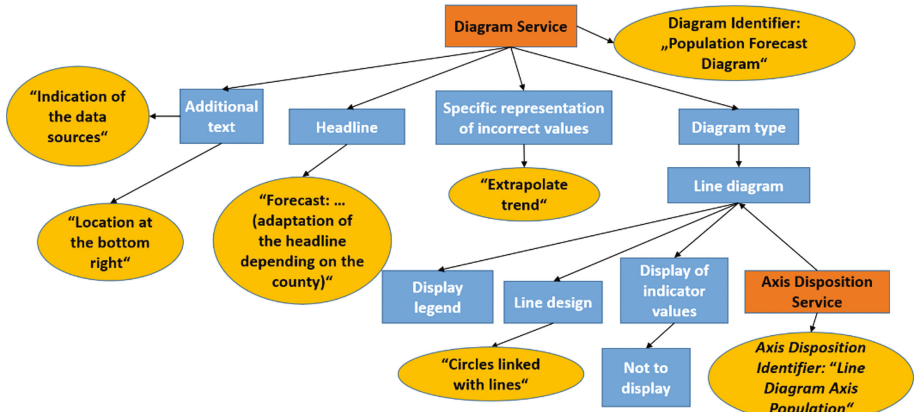 Diagram Service
Diagram Identifier:
„Population Forecast
Diagram“
“Indication of
the data
sources“
Additional
text
Headline
Specific representation
of incorrect values
Diagram type
“Location at
the bottom
right“
“Forecast: …
(adaptation of
the headline
depending on the
county)“
“Extrapolate
trend“
Line diagram
Display
legend
Line design
Display of
indicator
values
Axis Disposition
Service
“Circles linked
with lines“
Not to
display
Axis Disposition
Identifier: “Line
Diagram Axis
Population“